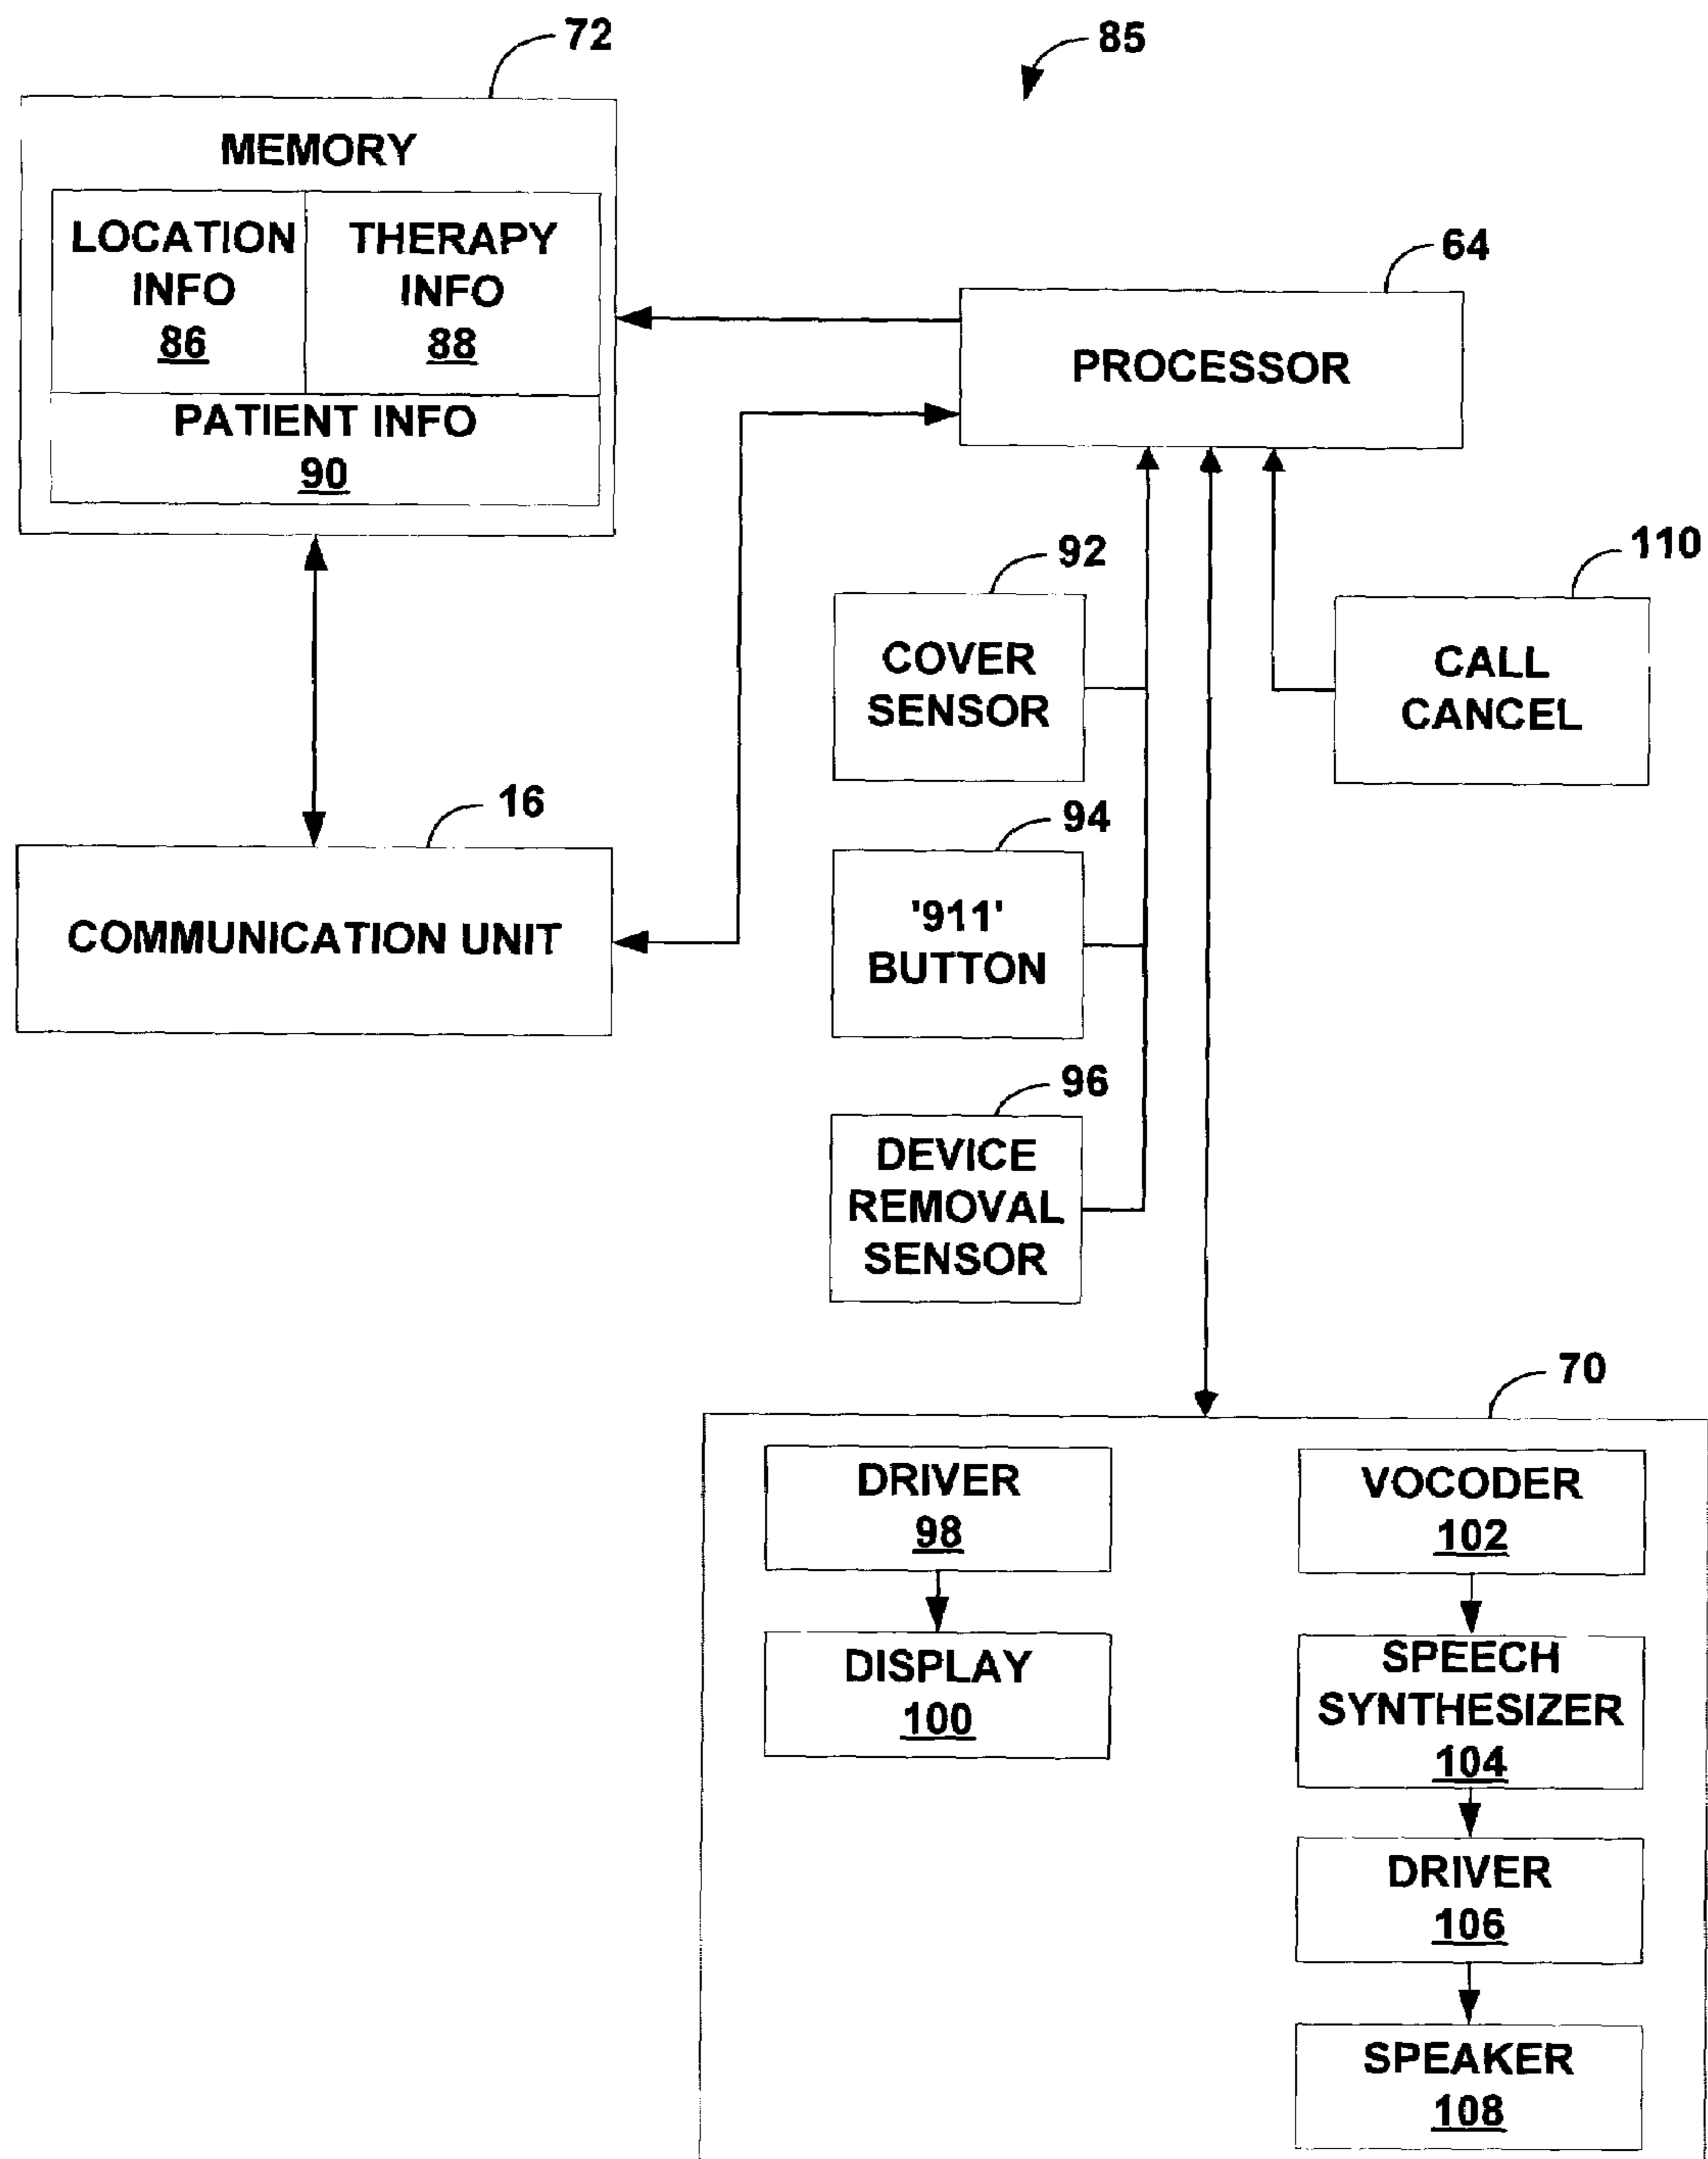 72
85
MEMORY
LOCATION
INFO
86
THERAPY
INFO
88
PATIENT INFO
90
64
PROCESSOR
92
COVER
SENSOR
110
CALL
CANCEL
16
COMMUNICATION UNIT
94
'911'
BUTTON
96
DEVICE
REMOVAL
SENSOR
70
DRIVER
98
DISPLAY
100
VOCODER
102
SPEECH
SYNTHESIZER
104
DRIVER
106
SPEAKER
108